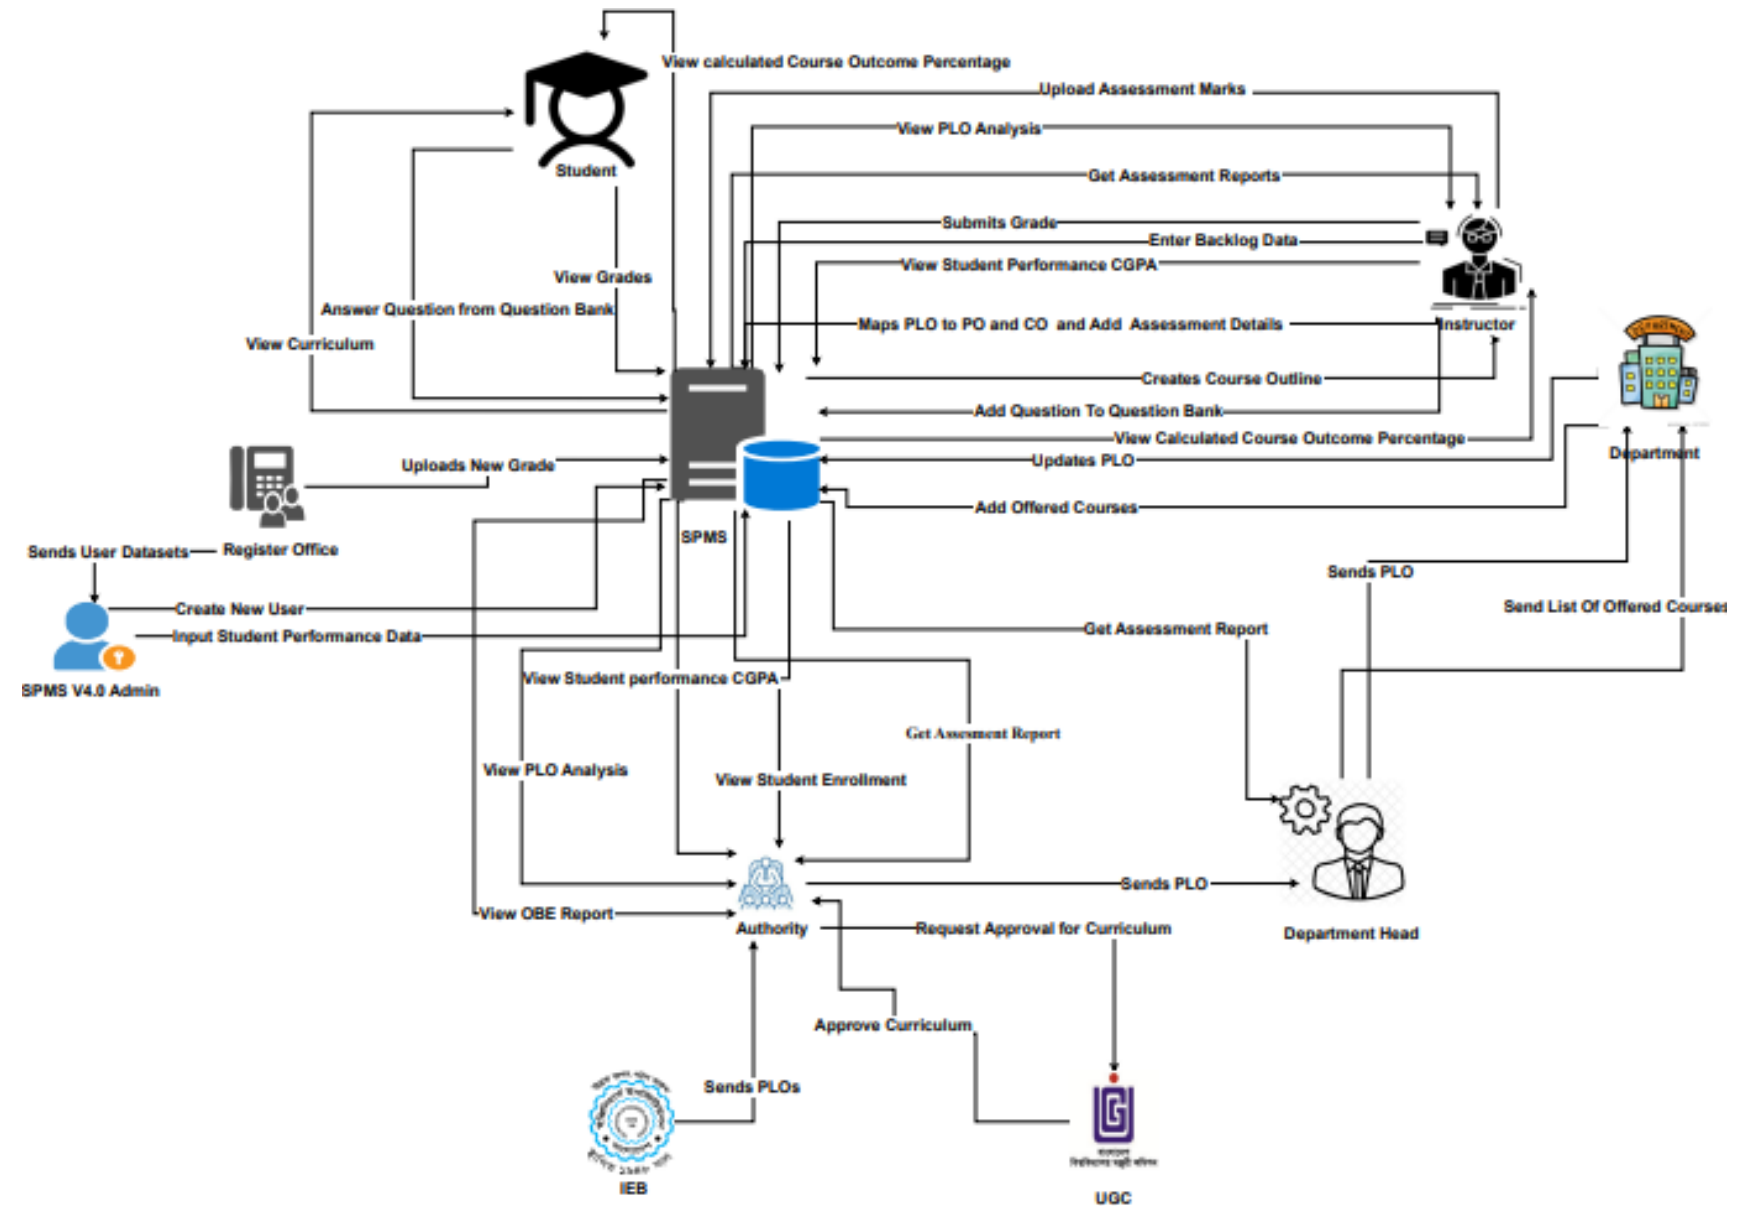 View calculated Course Outcome Percentage
Upload Assessment Marks
View PLO Analysis
Student
Get Assessment Reports
Submits Grade
Enter Backlog Data
View Student Performance CGPA
View Grades
Answer Question from Question Bank
Maps PLO to PO and CO and Add Assessment Details
Instructor
View Curriculum
Creates Course Outline
Add Question To Question Bank
View Calculated Course Outcome Percentage
Department
Updates PLO
Uploads New Grade
Add Offered Courses
SPMS
Sends User Datasets
Register Office
Sends PLO
Send List Of Offered Courses
Create New User
Input Student Performance Data
Get Assessment Report
SPMS V4.0 Admin
View Student performance CGPA
Get Assesment Report
View PLO Analysis
View Student Enrollment
Sends PLO
View OBE Report
Authority
Request Approval for Curriculum
Department Head
Approve Curriculum
Sends PLOs
IEB
UGC